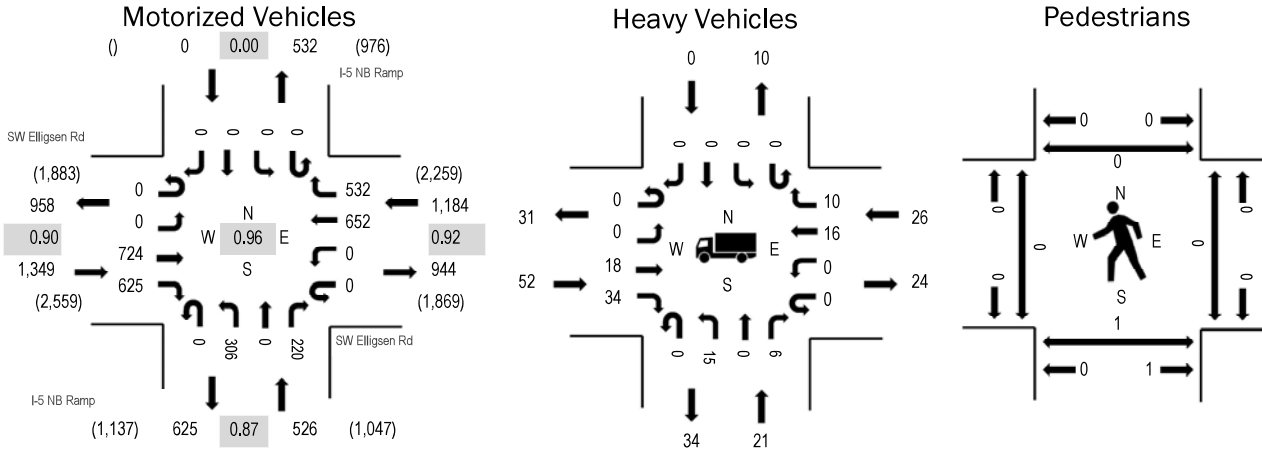 Motorized Vehicles
() 0 0.00 532 (976)
I-5 NB Ramp
SW Elligsen Rd
0 0 0 0
(1,883) 0 532 (2,259)
958 0 652 1,184
0.90 N W 0.96 E S 0.92
1,349 724 0 944
(2,559) 625 0 (1,869)
0 306 0 220
SW Elligsen Rd
I-5 NB Ramp
(1,137) 625 0.87 526 (1,047)
Heavy Vehicles
0 10
0 0 0 0
0 10
31 0 16 26
N
W E
S
52 18 0 24
34 0
0 15 0 6
34 21
Pedestrians
0 0
0
N
0 0 0 0
W E
0 0
S
1
0 1